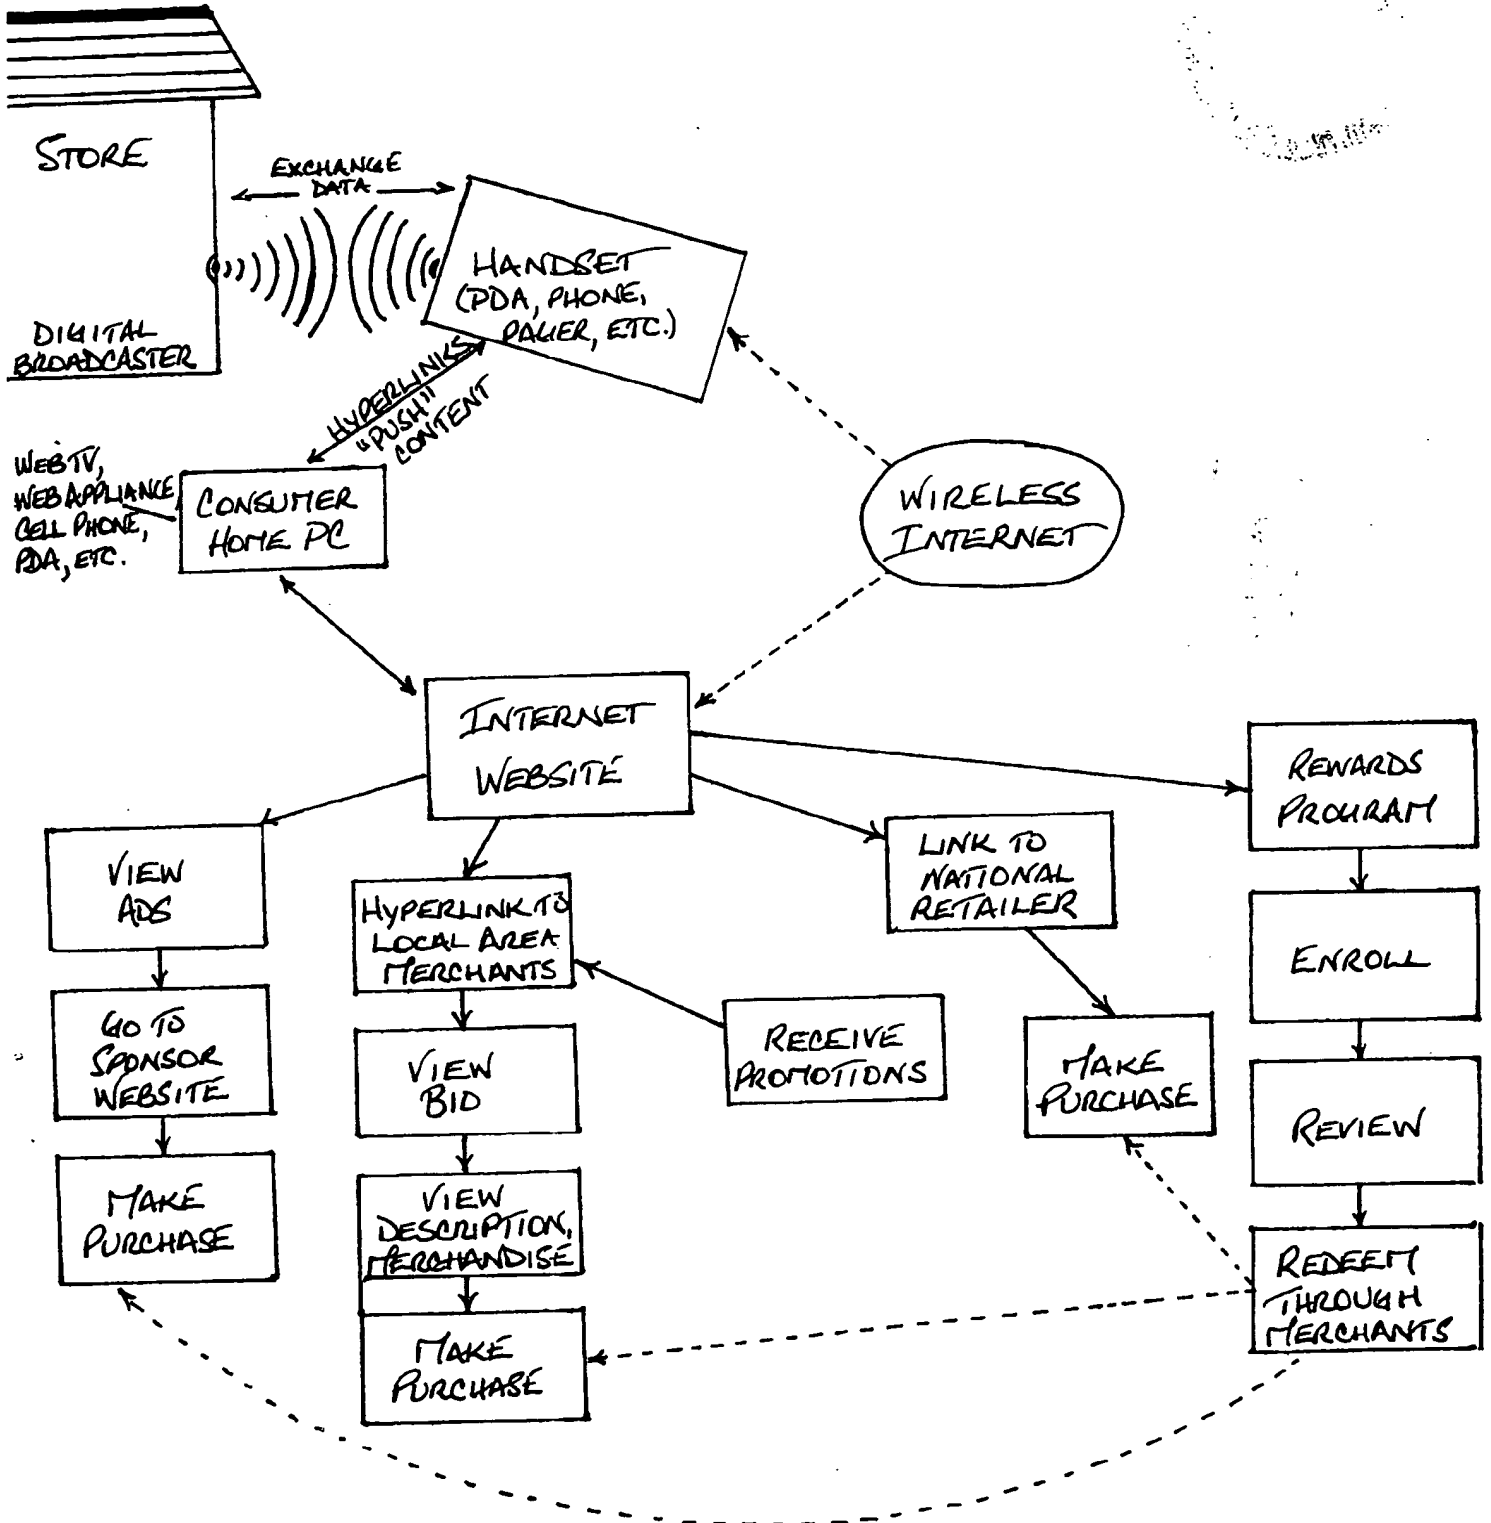 STORE
EXCHANGE
DATA
HANDSET
(PDA, PHONE,
PAGER, ETC.)
DIGITAL
BROADCASTER
HYPERLINKS
"PUSH"
CONTENT
WEB TV,
WEB APPLIANCE,
CELL PHONE,
PDA, ETC.
CONSUMER
HOME PC
WIRELESS
INTERNET
INTERNET
WEBSITE
VIEW
ADS
GO TO
SPONSOR
WEBSITE
MAKE
PURCHASE
HYPERLINK TO
LOCAL AREA
MERCHANTS
VIEW
BID
VIEW
DESCRIPTION,
MERCHANDISE
MAKE
PURCHASE
RECEIVE
PROMOTIONS
LINK TO
NATIONAL
RETAILER
MAKE
PURCHASE
REWARDS
PROGRAM
ENROLL
REVIEW
REDEEM
THROUGH
MERCHANTS